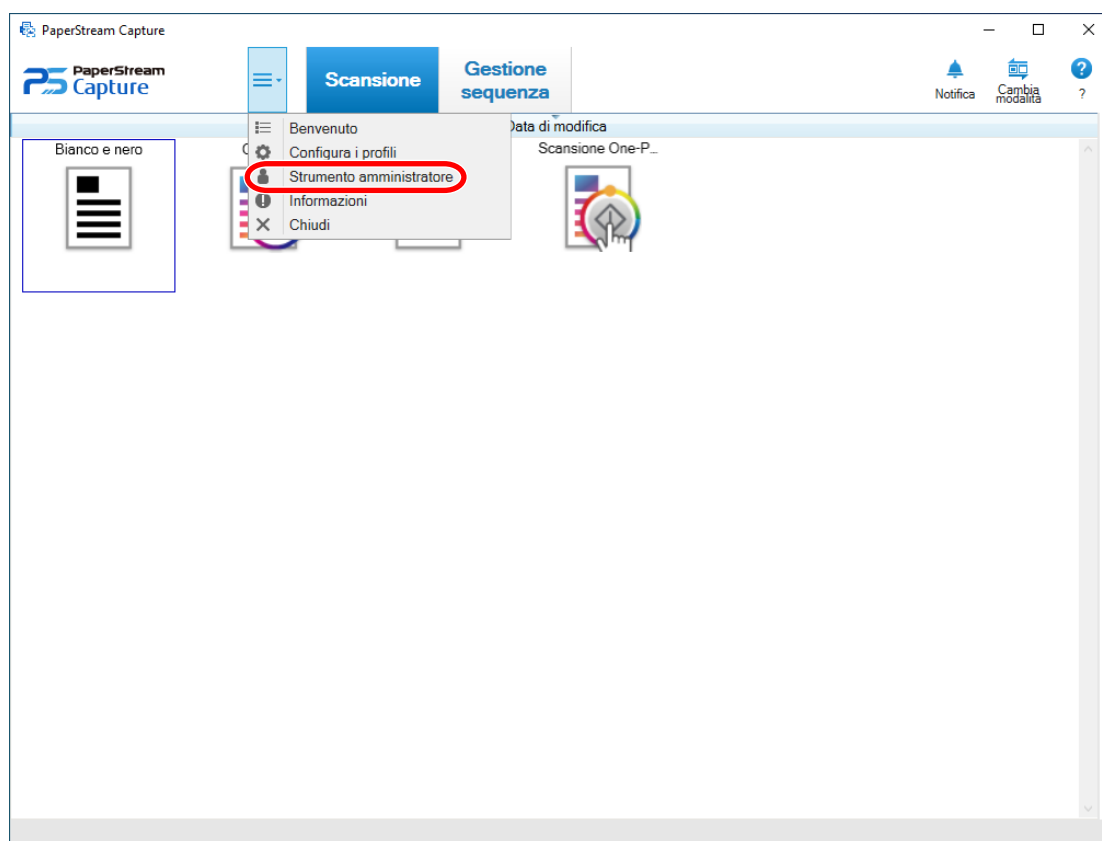 PaperStream Capture
PaperStream
Capture
Scansione
Gestione
sequenza
Notifica
Cambia
modalità
?
Data di modifica
Benvenuto
Configura i profili
Strumento amministratore
Informazioni
Chiudi
Bianco e nero
Scansione One-P...